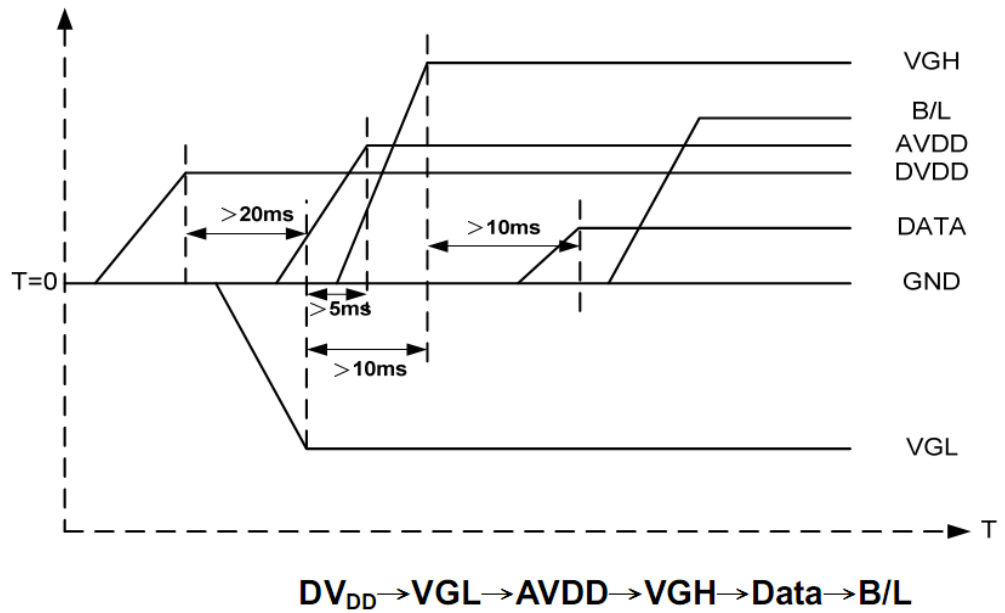 VGH
B/L
AVDD
DVDD
>20ms
>10ms
DATA
T=0
GND
>5ms
>10ms
VGL
T
DVDD→VGL→AVDD→VGH→Data→B/L